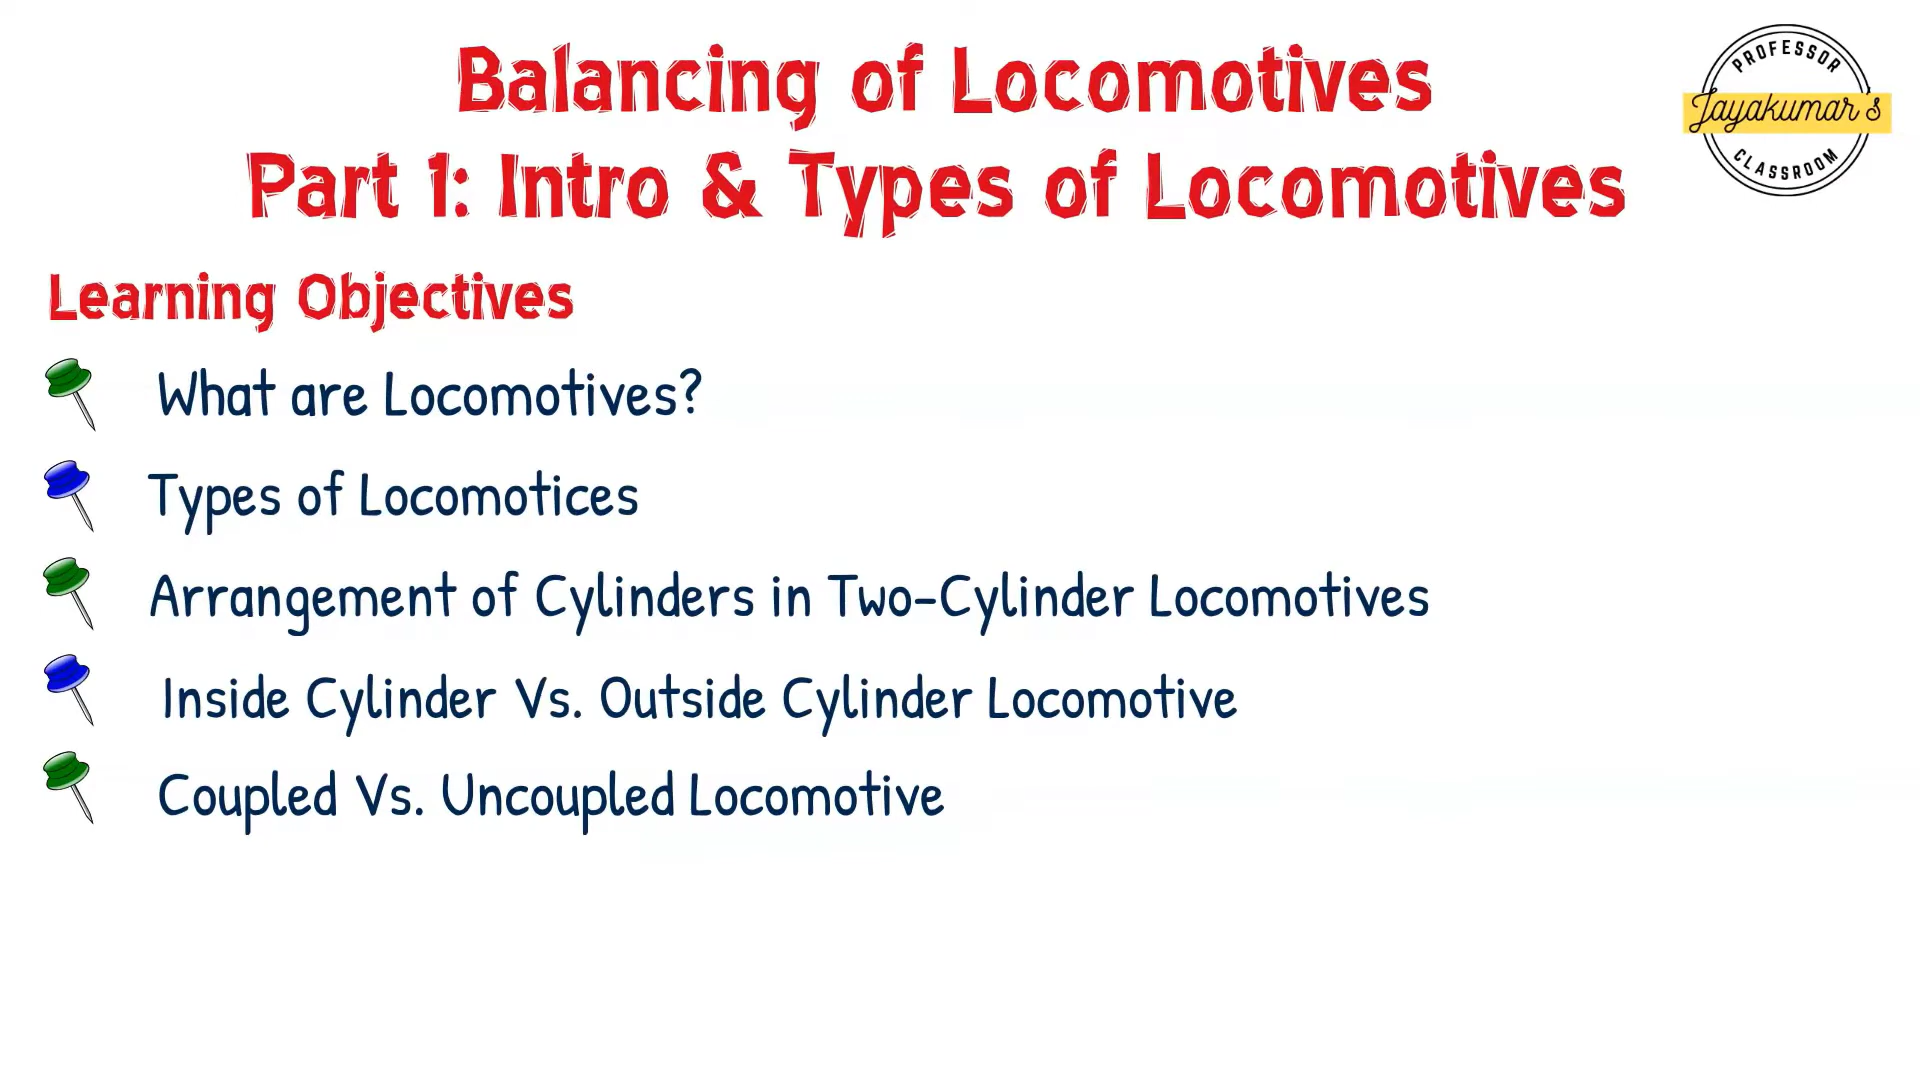 Balancing of Locomotives
Part 1: Intro & Types of Locomotives
PROFESSOR
Jayakumar's
CLASSROOM
Learning Objectives
What are Locomotives?
Types of Locomotices
Arrangement of Cylinders in Two-Cylinder Locomotives
Inside Cylinder Vs. Outside Cylinder Locomotive
Coupled Vs. Uncoupled Locomotive